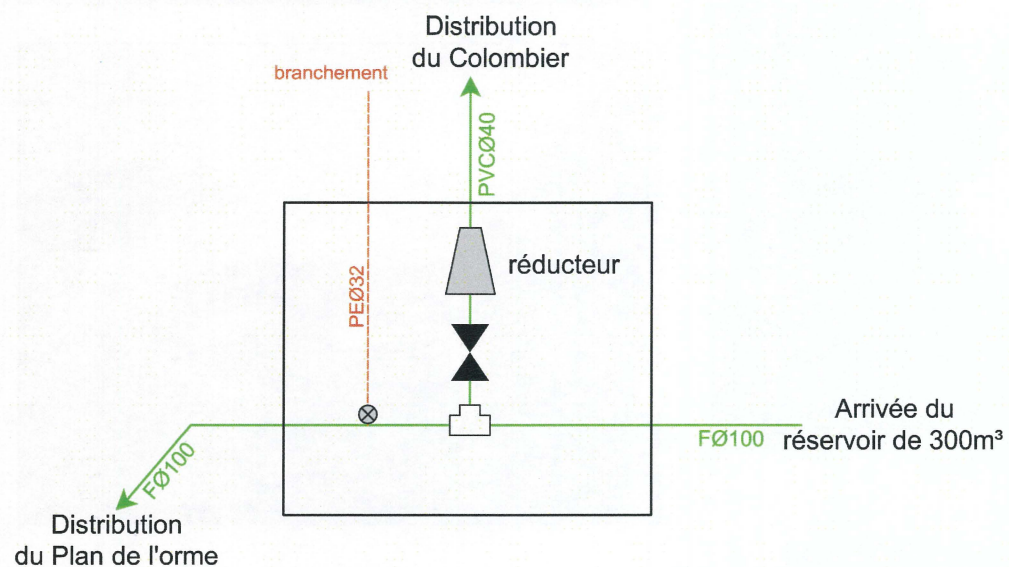 Distribution
du Colombier
branchement
PVCØ40
réducteur
PEØ32
Arrivée du
réservoir de 300m³
FØ100
FØ100
Distribution
du Plan de l'orme